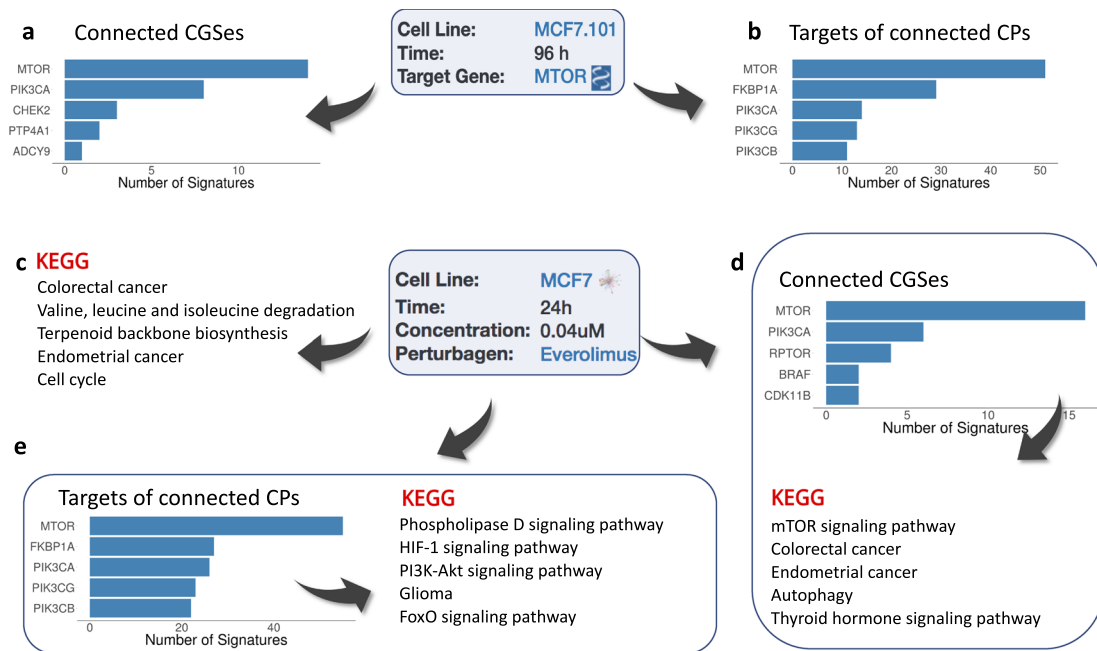 a
Connected CGSes
MTOR
PIK3CA
CHEK2
PTP4A1
ADCY9
0 5 10
Number of Signatures
Cell Line: MCF7.101
Time: 96 h
Target Gene: MTOR
b
Targets of connected CPs
MTOR
FKBP1A
PIK3CA
PIK3CG
PIK3CB
0 10 20 30 40 50
Number of Signatures
c
KEGG
Colorectal cancer
Valine, leucine and isoleucine degradation
Terpenoid backbone biosynthesis
Endometrial cancer
Cell cycle
Cell Line: MCF7
Time: 24h
Concentration: 0.04uM
Perturbagen: Everolimus
d
Connected CGSes
MTOR
PIK3CA
RPTOR
BRAF
CDK11B
0 5 10 15
Number of Signatures
KEGG
mTOR signaling pathway
Colorectal cancer
Endometrial cancer
Autophagy
Thyroid hormone signaling pathway
e
Targets of connected CPs
MTOR
FKBP1A
PIK3CA
PIK3CG
PIK3CB
0 20 40
Number of Signatures
KEGG
Phospholipase D signaling pathway
HIF-1 signaling pathway
PI3K-Akt signaling pathway
Glioma
FoxO signaling pathway